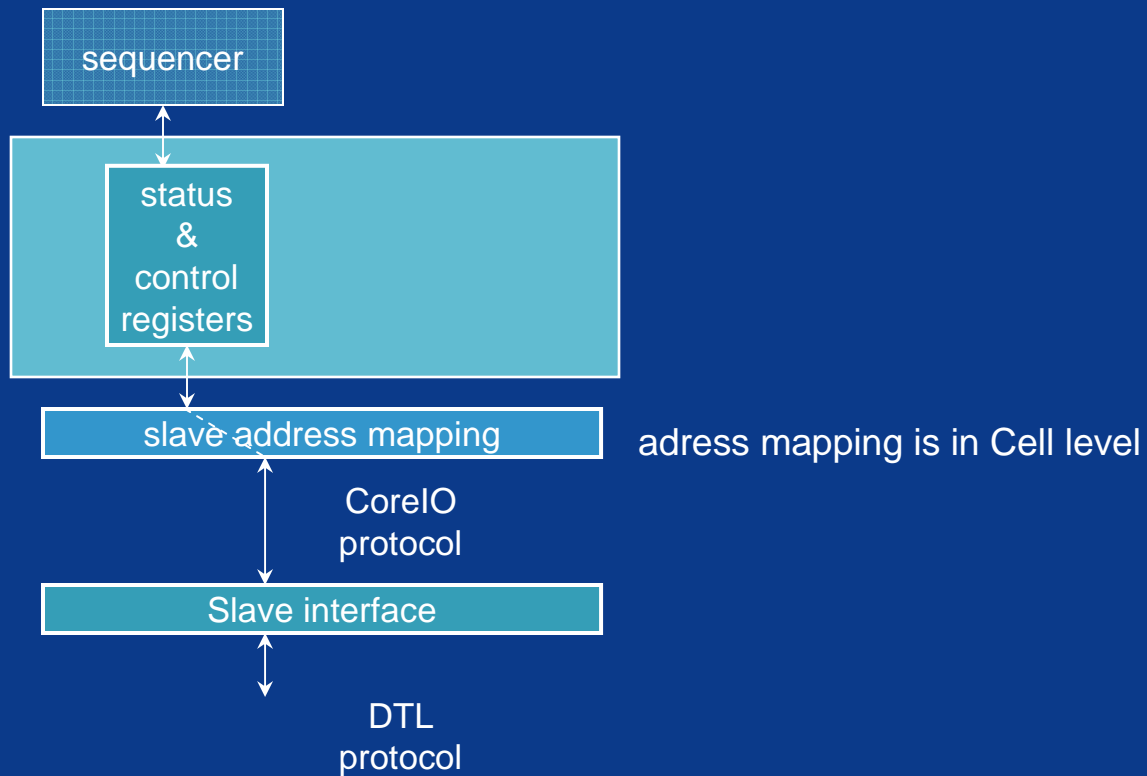 sequencer
status
&
control
registers
slave address mapping
adress mapping is in Cell level
CoreIO
protocol
Slave interface
DTL
protocol